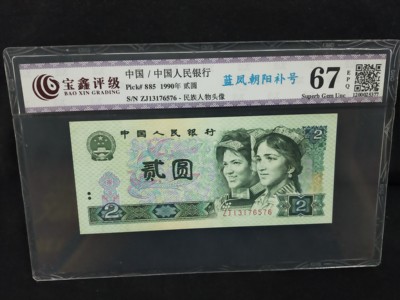 宝鑫评级
BAO XIN GRADING
中国 / 中国人民银行
Pick# 885 1990年 贰圆
S/N ZJ13176576 - 民族人物头像
蓝凤朝阳补号
67
EPQ
Superb Gem Unc
中国人民银行
贰圆
2
2
ZJ13176576